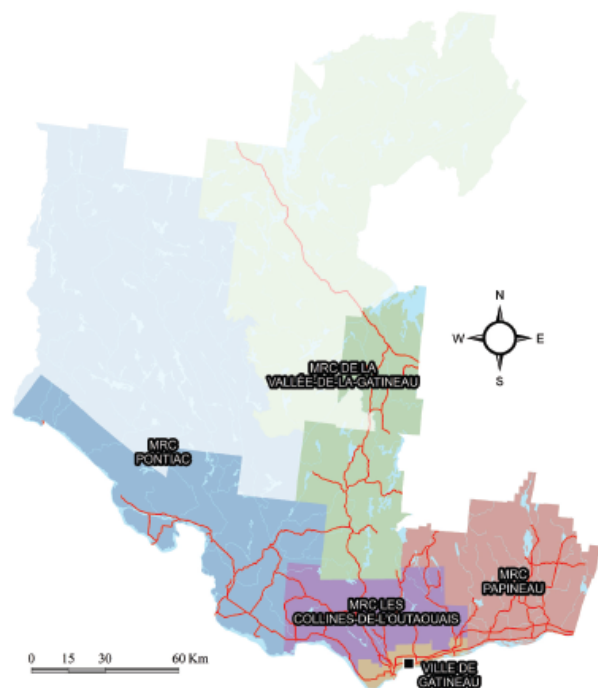 N
W E
S
MRC DE LA
VALLÉE-DE-LA-GATINEAU
MRC
PONTIAC
MRC
PAPINEAU
MRC LES
COLLINES-DE-L'OUTAOUAIS
VILLE DE
GATINEAU
0 15 30 60 Km